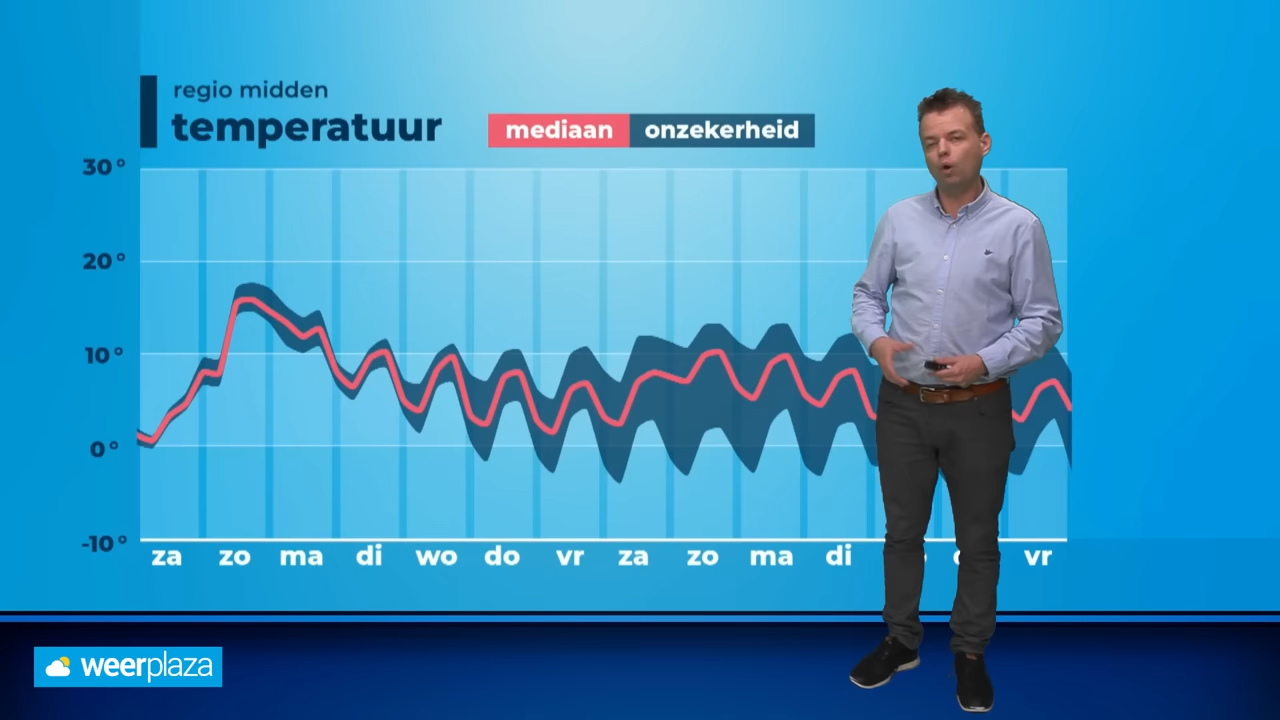 regio midden
temperatuur
mediaan onzekerheid
30°
20°
10°
0°
-10°
za zo ma di wo do vr za zo ma di vr
weerplaza